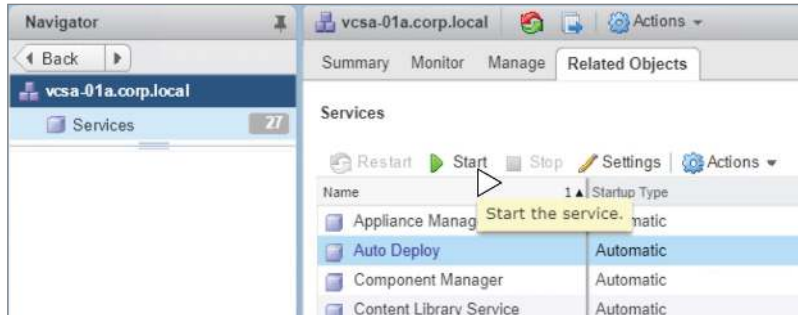 Navigator
Back
vcsa-01a.corp.local
Services 27
vcsa-01a.corp.local Actions
Summary Monitor Manage Related Objects
Services
Restart Start Stop Settings Actions
Name 1 Startup Type
Appliance Manag matic
Start the service.
Auto Deploy Automatic
Component Manager Automatic
Content Library Service Automatic